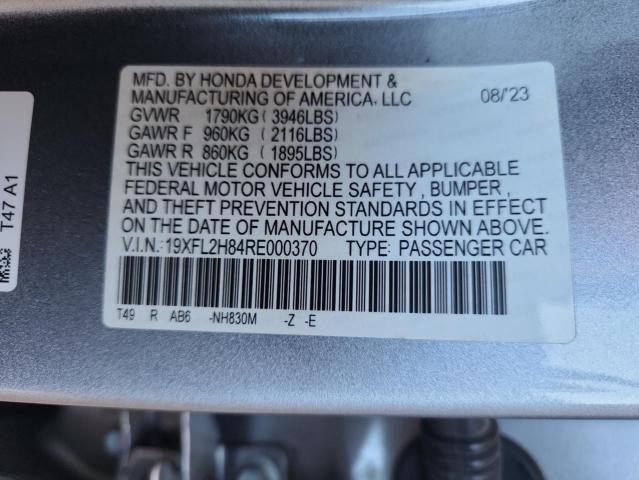 MFD. BY HONDA DEVELOPMENT &
MANUFACTURING OF AMERICA, LLC 08/'23
GVWR 1790KG (3946LBS)
GAWR F 960KG (2116LBS)
GAWR R 860KG (1895LBS)
THIS VEHICLE CONFORMS TO ALL APPLICABLE
FEDERAL MOTOR VEHICLE SAFETY, BUMPER,
AND THEFT PREVENTION STANDARDS IN EFFECT
ON THE DATE OF MANUFACTURE SHOWN ABOVE.
V.I.N.:19XFL2H84RE000370 TYPE: PASSENGER CAR
T49 R AB6 -NH830M -Z -E
T47 A1